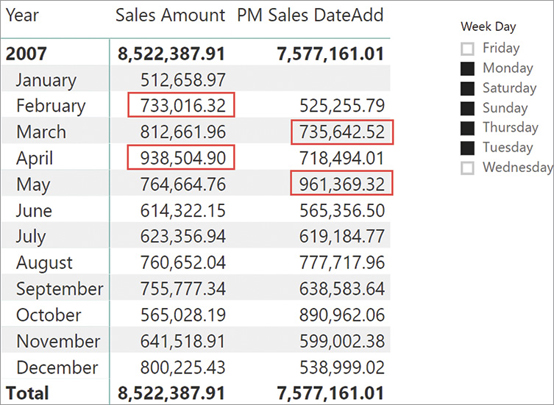 Year Sales Amount PM Sales DateAdd
2007 8,522,387.91 7,577,161.01
January 512,658.97
February 733,016.32 525,255.79
March 812,661.96 735,642.52
April 938,504.90 718,494.01
May 764,664.76 961,369.32
June 614,322.15 565,356.50
July 623,356.94 619,184.77
August 760,652.04 777,717.96
September 755,777.34 638,583.64
October 565,028.19 890,962.06
November 641,518.91 599,002.38
December 800,225.43 538,999.02
Total 8,522,387.91 7,577,161.01
Week Day
Friday
Monday
Saturday
Sunday
Thursday
Tuesday
Wednesday